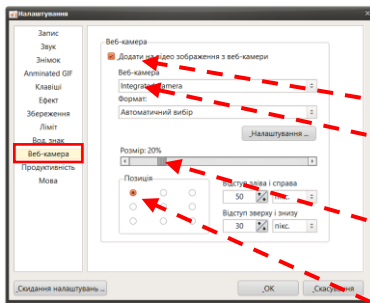 Налаштування
Запис
Звук
Знімок
Anminated GIF
Клавіші
Ефект
Збереження
Ліміт
Вод. знак
Веб-камера
Продуктивність
Мова
Веб-камера
Додати на відео зображення з веб-камери
Веб-камера
Integrated Camera
Формат:
Автоматичний вибір
Налаштування ...
Розмір: 20%
Позиція
Відступ зліва і справа
50 % пікс.
Відступ зверху і знизу
30 % пікс.
Скидання налаштувань ...
OK
Скасування